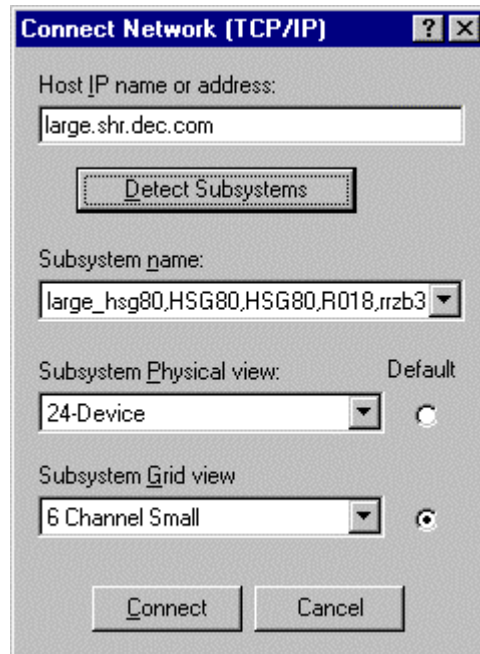 Connect Network (TCP/IP)
Host IP name or address:
large.shr.dec.com
Detect Subsystems
Subsystem name:
large_hsg80,HSG80,HSG80,R018,rrzb3
Subsystem Physical view: Default
24-Device
Subsystem Grid view
6 Channel Small
Connect Cancel